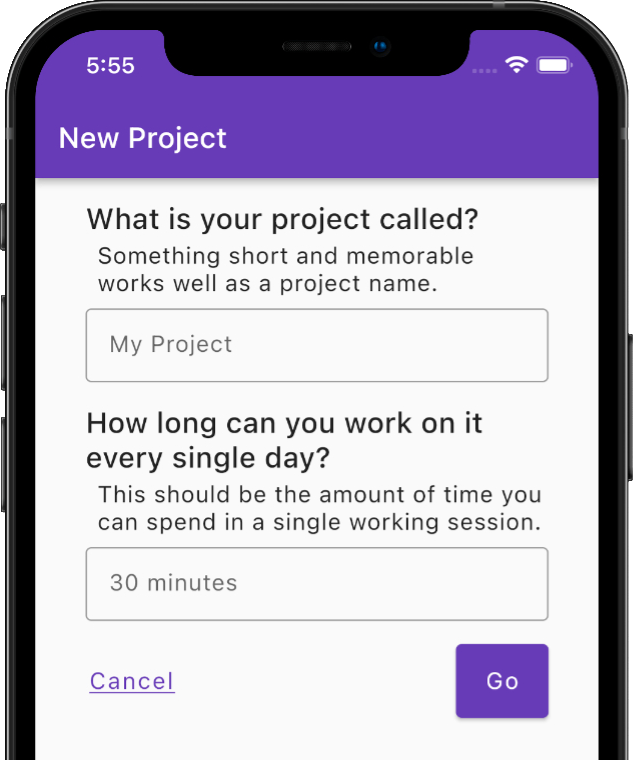 5:55
New Project
What is your project called?
Something short and memorable
works well as a project name.
My Project
How long can you work on it
every single day?
This should be the amount of time you
can spend in a single working session.
30 minutes
Cancel
Go